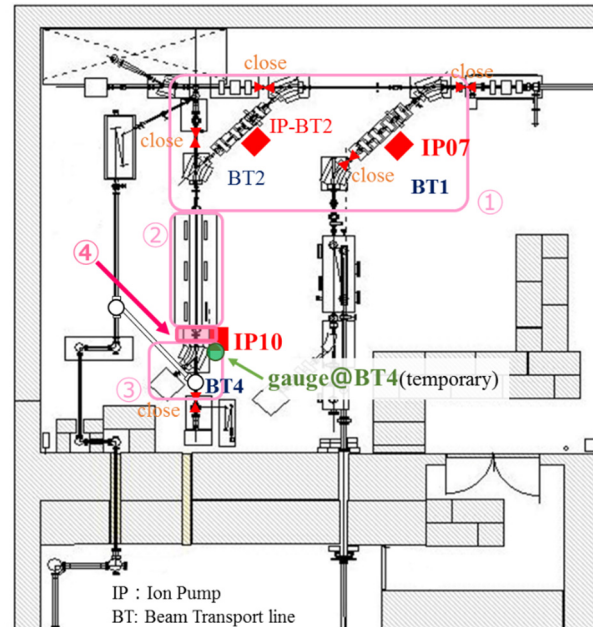 close
close
close
IP-BT2
IP07
close
BT2
BT1
①
②
④
IP10
gauge@BT4(temporary)
③
BT4
close
IP : Ion Pump
BT: Beam Transport line